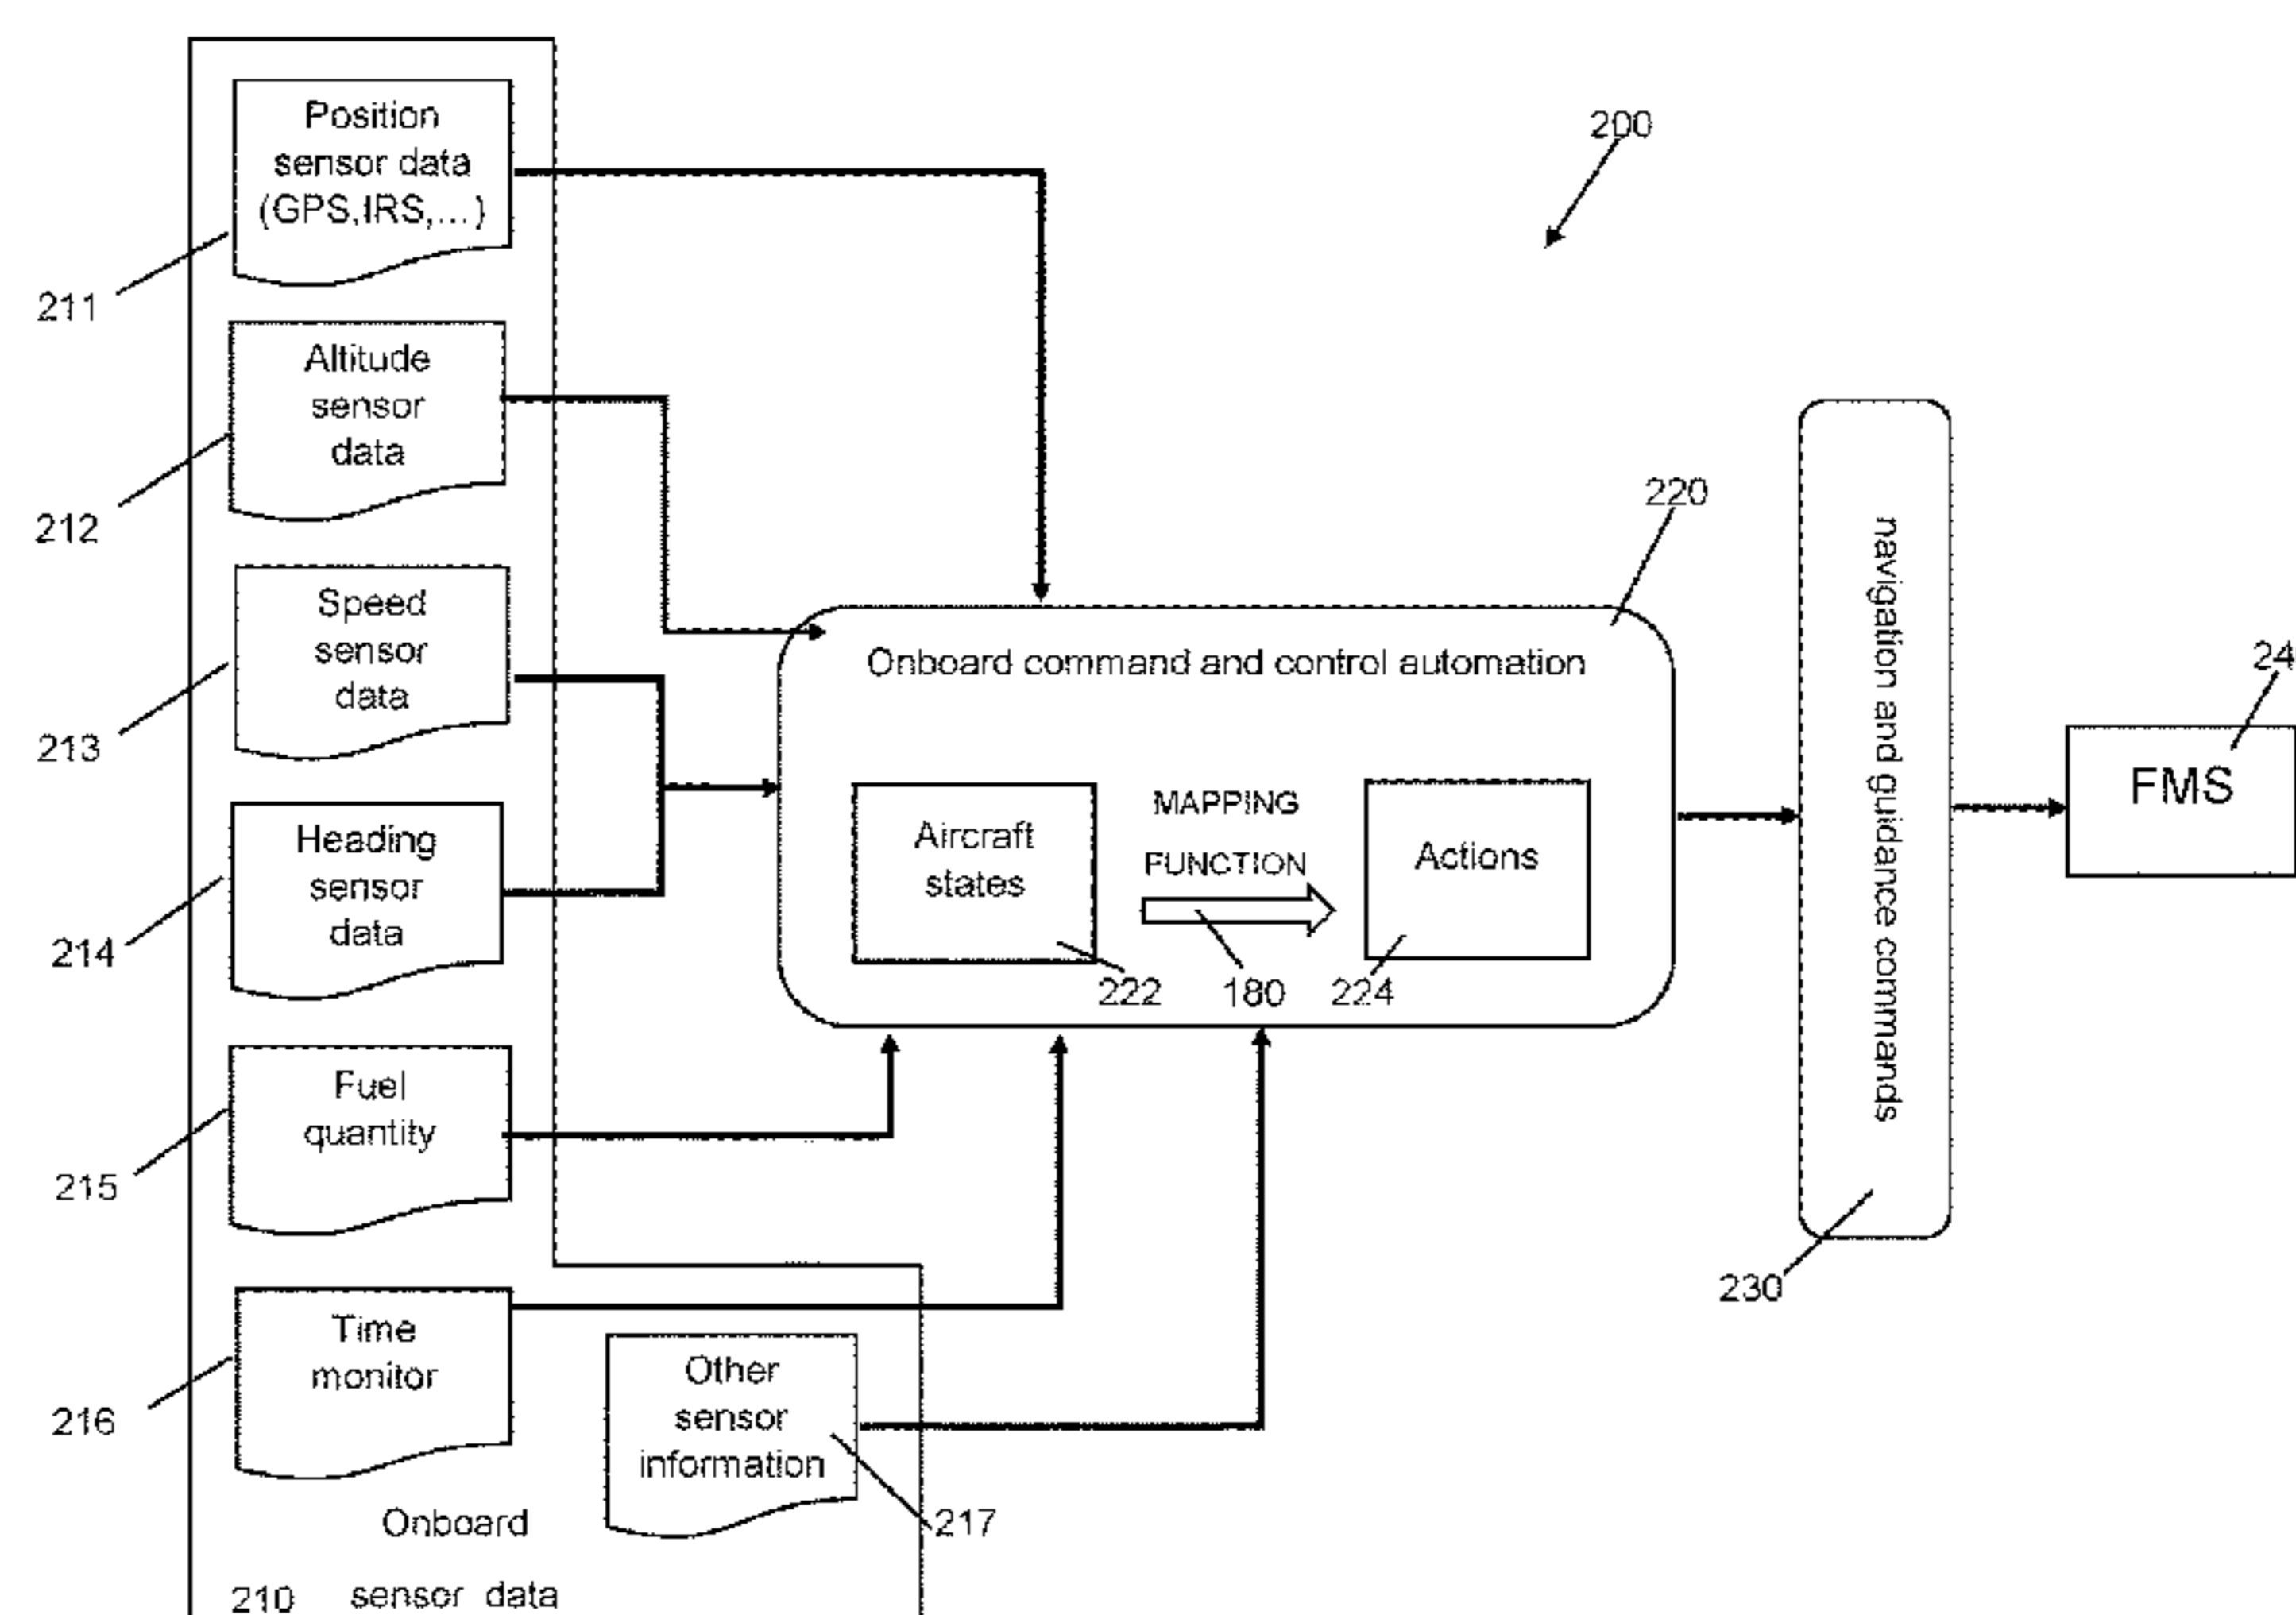 Position
sensor data
(GPS,IRS,...)
211
Altitude
sensor
data
212
Speed
sensor
data
213
Heading
sensor
data
214
Fuel
quantity
215
Time
monitor
216
Other
sensor
information
217
Onboard
210 sensor data
200
220
Onboard command and control automation
Aircraft
states
222
MAPPING
FUNCTION
180
Actions
224
navigation and guidance commands
230
24
FMS